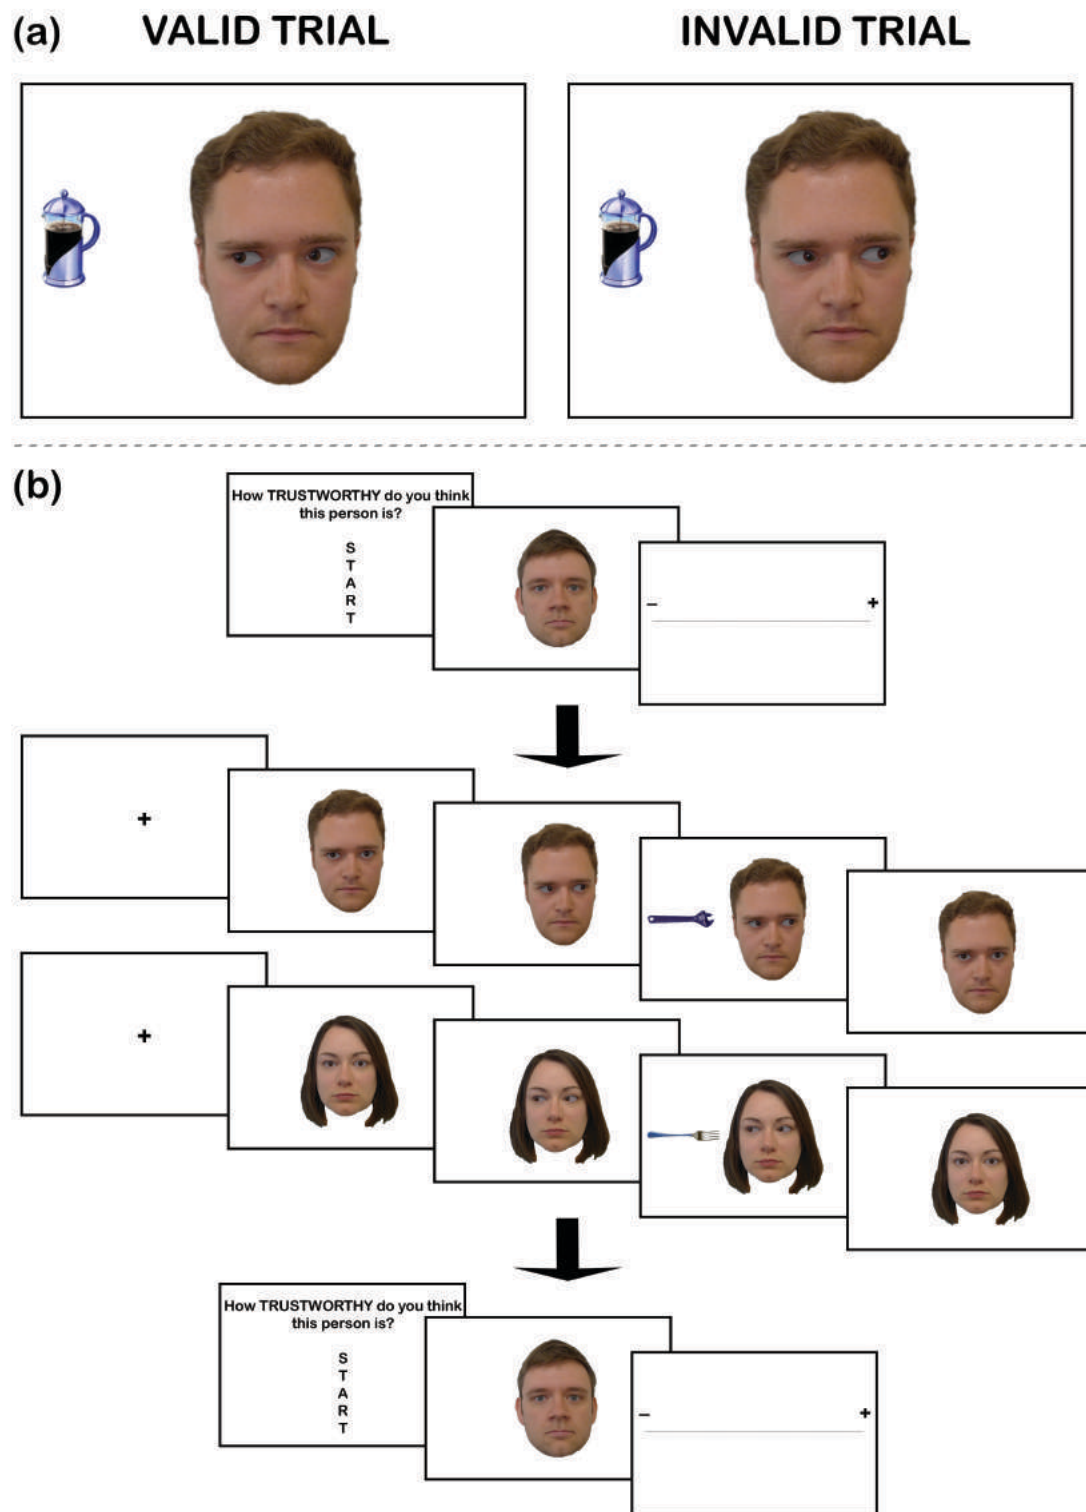 (a)
VALID TRIAL
INVALID TRIAL
(b)
How TRUSTWORTHY do you think
this person is?
S
T
A
R
T
–
+
+
+
How TRUSTWORTHY do you think
this person is?
S
T
A
R
T
–
+